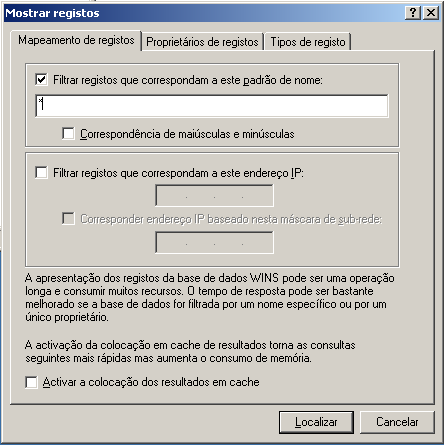 Mostrar registos
Mapeamento de registos Proprietários de registos Tipos de registo
Filtrar registos que correspondam a este padrão de nome:
*
Correspondência de maiúsculas e minúsculas
Filtrar registos que correspondam a este endereço IP:
Corresponder endereço IP baseado nesta máscara de sub-rede:
A apresentação dos registos da base de dados WINS pode ser uma operação
longa e consumir muitos recursos. O tempo de resposta pode ser bastante
melhorado se a base de dados for filtrada por um nome específico ou por um
único proprietário.
A activação da colocação em cache de resultados torna as consultas
seguintes mais rápidas mas aumenta o consumo de memória.
Activar a colocação dos resultados em cache
Localizar Cancelar